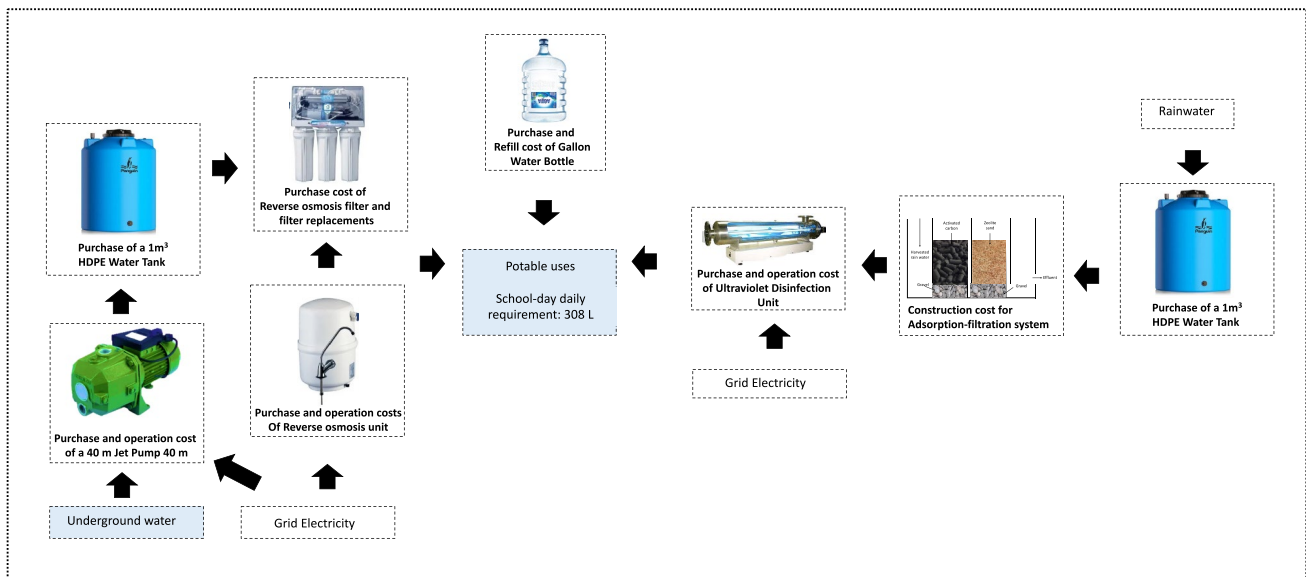 Purchase and
Refill cost of Gallon
Water Bottle
Rainwater
Penguin
Purchase of a 1m³
HDPE Water Tank
Purchase cost of
Reverse osmosis filter and
filter replacements
Potable uses
School-day daily
requirement: 308 L
Purchase and operation cost
of Ultraviolet Disinfection
Unit
Activated
carbon
Zeolite
sand
Harvested
rain water
Effluent
Gravel
Gravel
Construction cost for
Adsorption-filtration system
Penguin
Purchase of a 1m³
HDPE Water Tank
Purchase and operation cost
of a 40 m Jet Pump 40 m
Purchase and operation costs
Of Reverse osmosis unit
Grid Electricity
Underground water
Grid Electricity